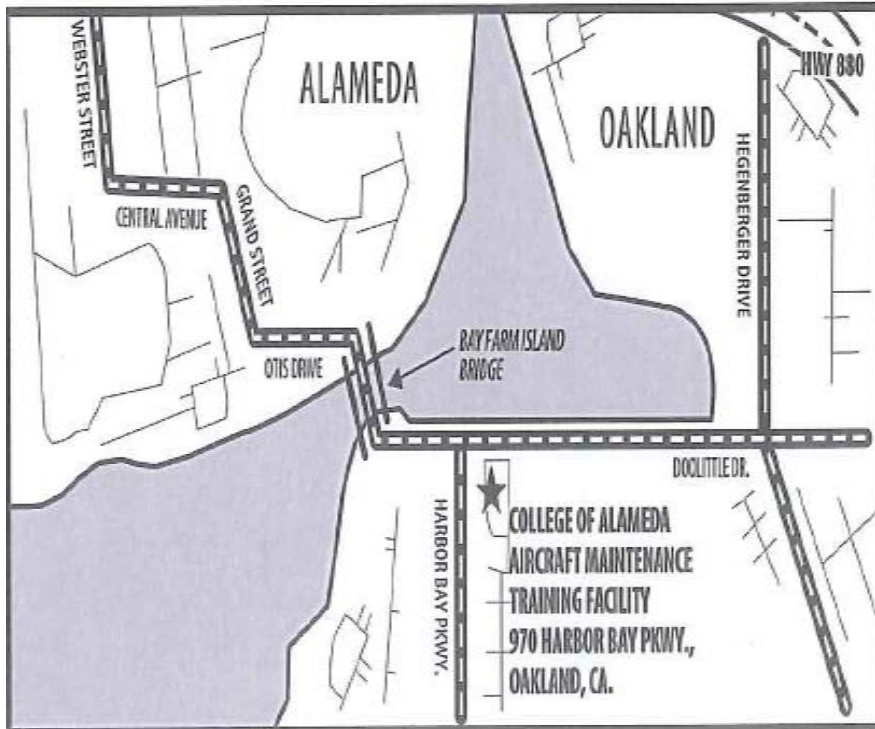 WEBSTER STREET
ALAMEDA
OAKLAND
HWY 880
CENTRAL AVENUE
GRAND STREET
HEGENBERGER DRIVE
OTIS DRIVE
BAY FARM ISLAND
BRIDGE
DOOLITTLE DR.
HARBOR BAY PKWY.
COLLEGE OF ALAMEDA
AIRCRAFT MAINTENANCE
TRAINING FACILITY
970 HARBOR BAY PKWY.,
OAKLAND, CA.